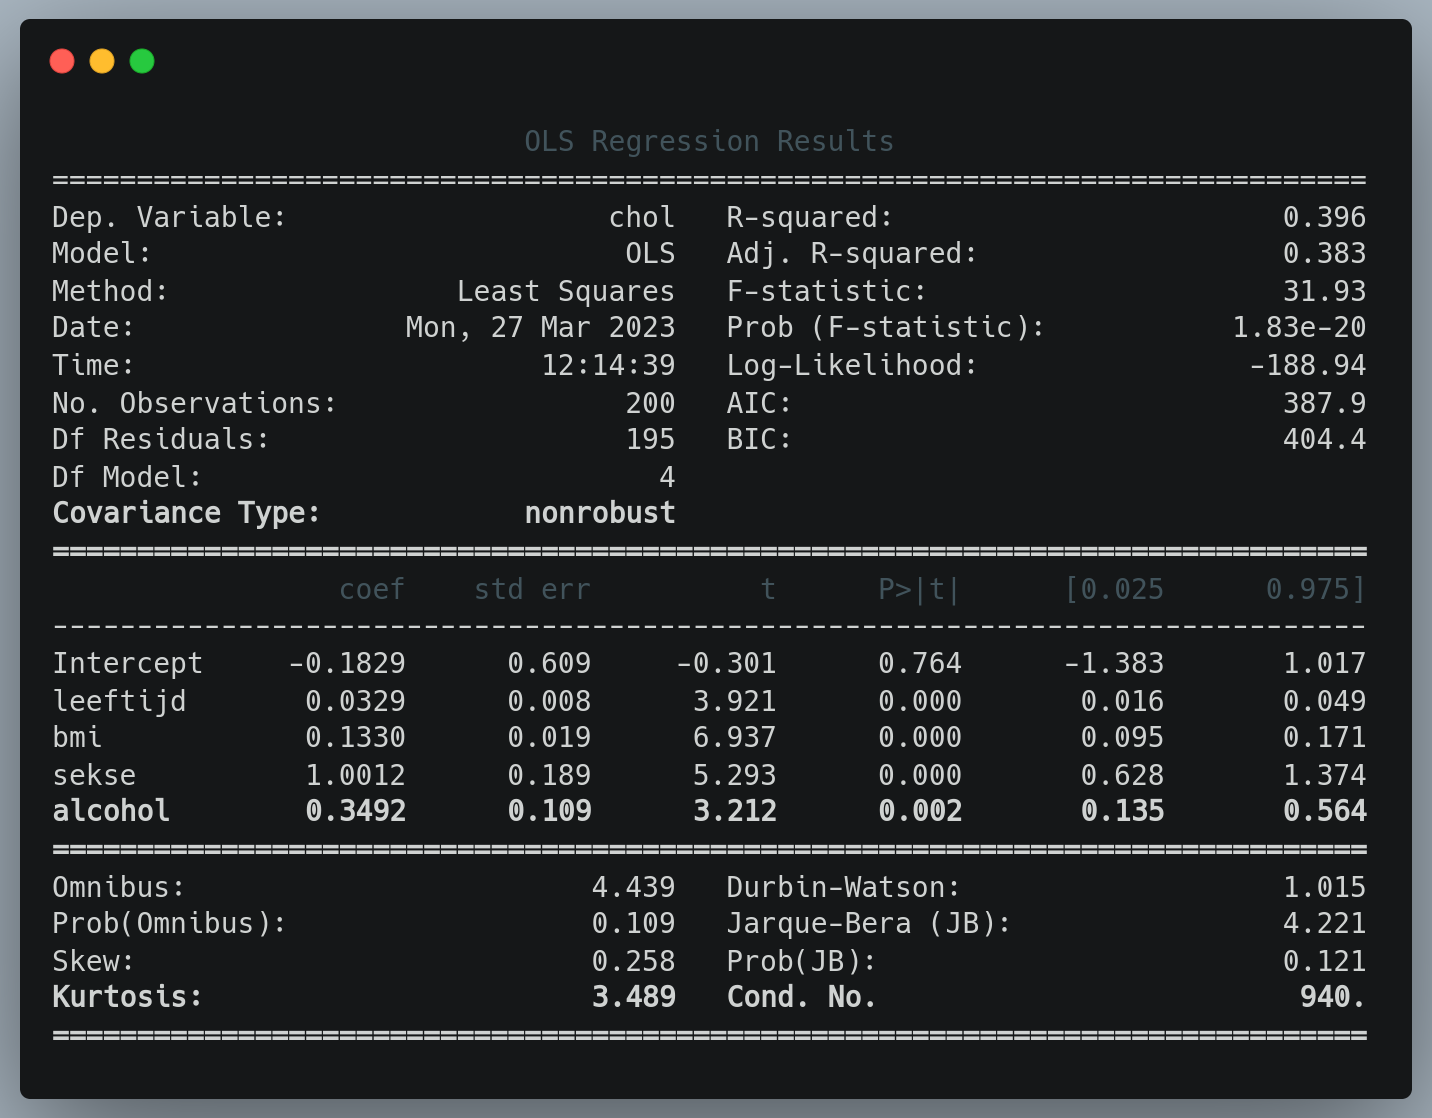 OLS Regression Results
==============================================================================
Dep. Variable:                   chol   R-squared:                       0.396
Model:                            OLS   Adj. R-squared:                  0.383
Method:                 Least Squares   F-statistic:                     31.93
Date:                Mon, 27 Mar 2023   Prob (F-statistic):           1.83e-20
Time:                        12:14:39   Log-Likelihood:                -188.94
No. Observations:                 200   AIC:                             387.9
Df Residuals:                     195   BIC:                             404.4
Df Model:                           4
Covariance Type:            nonrobust
==============================================================================
                 coef    std err          t      P>|t|      [0.025      0.975]
------------------------------------------------------------------------------
Intercept     -0.1829      0.609     -0.301      0.764      -1.383       1.017
leeftijd       0.0329      0.008      3.921      0.000       0.016       0.049
bmi            0.1330      0.019      6.937      0.000       0.095       0.171
sekse          1.0012      0.189      5.293      0.000       0.628       1.374
alcohol        0.3492      0.109      3.212      0.002       0.135       0.564
==============================================================================
Omnibus:                        4.439   Durbin-Watson:                   1.015
Prob(Omnibus):                  0.109   Jarque-Bera (JB):                4.221
Skew:                           0.258   Prob(JB):                        0.121
Kurtosis:                       3.489   Cond. No.                         940.
==============================================================================